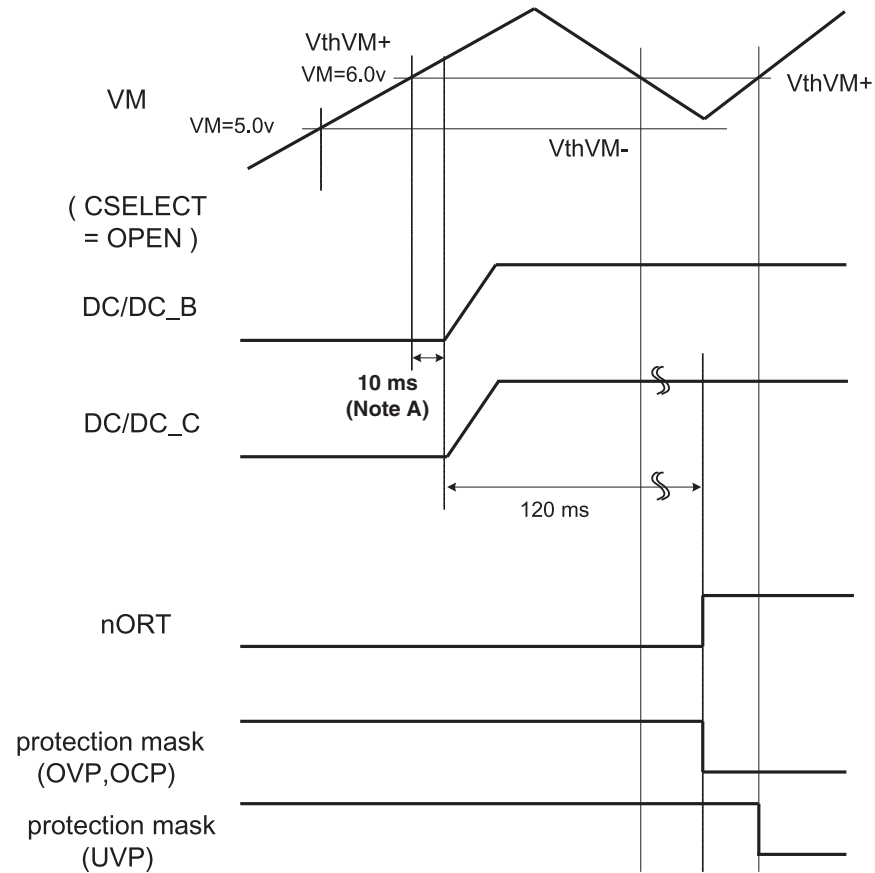 VthVM+
VM=6.0v
VthVM+
VM
VM=5.0v
VthVM-
( CSELECT
= OPEN )
DC/DC_B
10 ms
(Note A)
DC/DC_C
120 ms
nORT
protection mask
(OVP,OCP)
protection mask
(UVP)